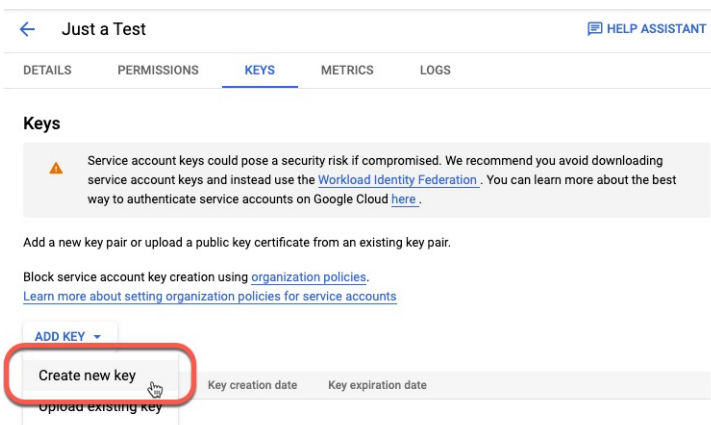 Just a Test
HELP ASSISTANT
DETAILS PERMISSIONS KEYS METRICS LOGS
Keys
Service account keys could pose a security risk if compromised. We recommend you avoid downloading
service account keys and instead use the Workload Identity Federation . You can learn more about the best
way to authenticate service accounts on Google Cloud here .
Add a new key pair or upload a public key certificate from an existing key pair.
Block service account key creation using organization policies.
Learn more about setting organization policies for service accounts
ADD KEY
Create new key
Key creation date Key expiration date
Upload existing key